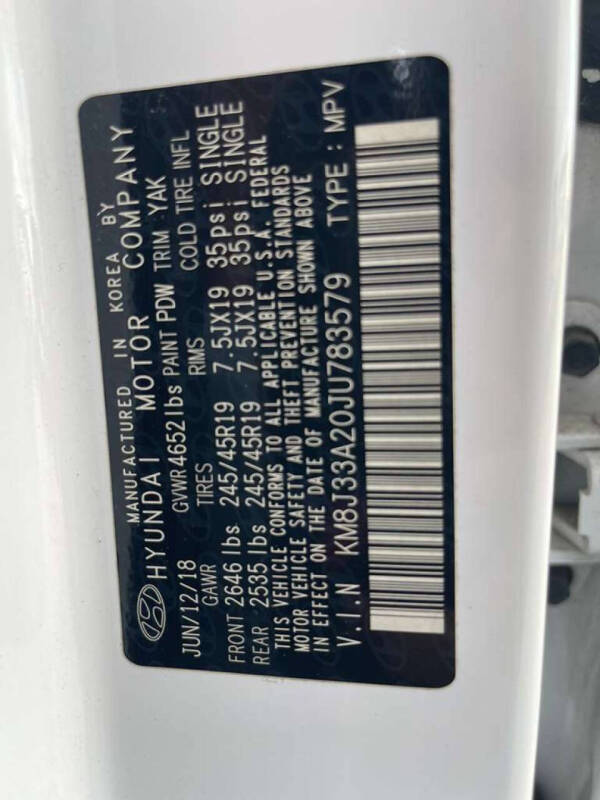 MANUFACTURED IN KOREA BY
HYUNDAI MOTOR COMPANY
JUN/12/18 GVWR 4652 lbs PAINT PDW TRIM YAK
GAWR TIRES RIMS COLD TIRE INFL
FRONT 2646 lbs 245/45R19 7.5JX19 35psi SINGLE
REAR 2535 lbs 245/45R19 7.5JX19 35psi SINGLE
THIS VEHICLE CONFORMS TO ALL APPLICABLE U.S.A. FEDERAL
MOTOR VEHICLE SAFETY AND THEFT PREVENTION STANDARDS
IN EFFECT ON THE DATE OF MANUFACTURE SHOWN ABOVE
V.I.N KM8J33A20JU783579 TYPE : MPV